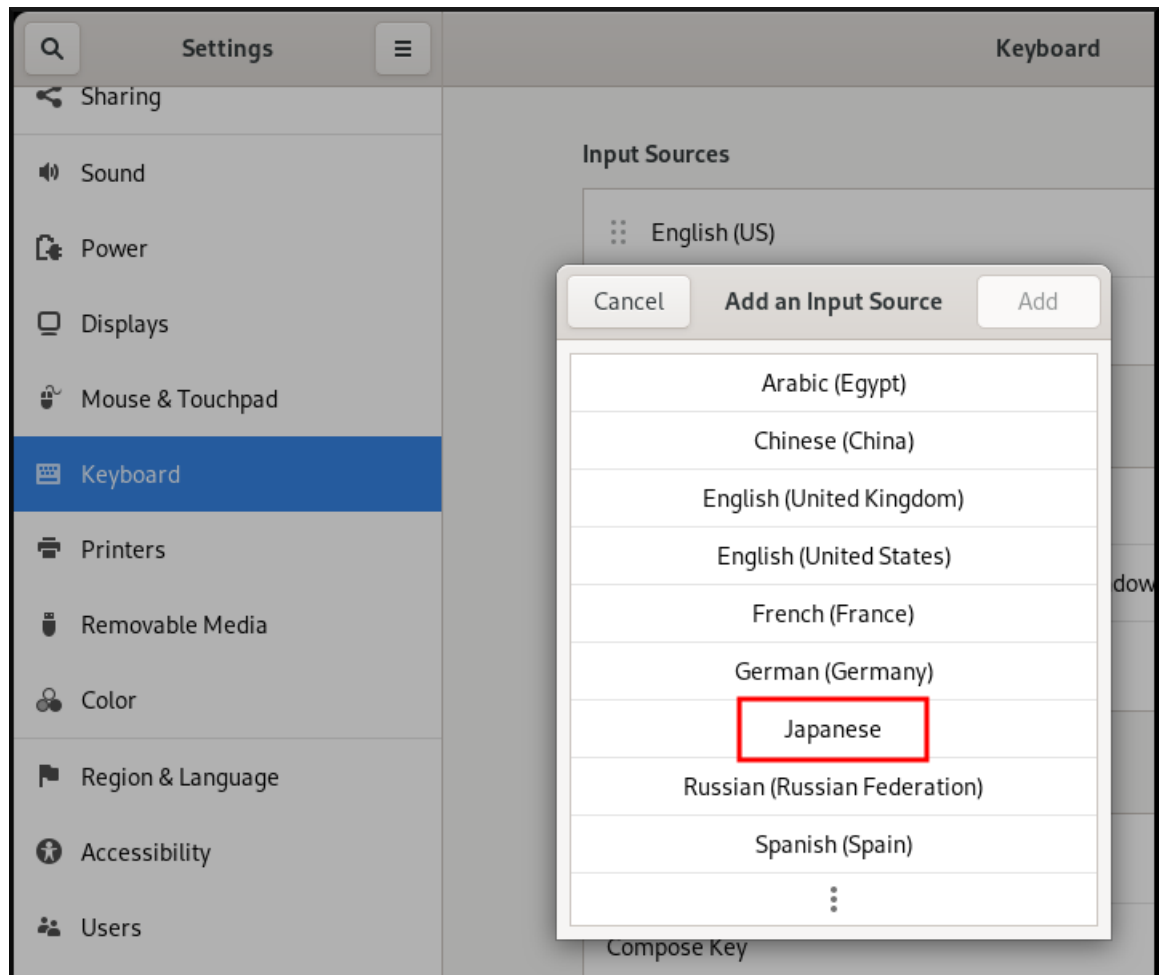 Settings
Keyboard
Sharing
Sound
Power
Displays
Mouse & Touchpad
Keyboard
Printers
Removable Media
Color
Region & Language
Accessibility
Users
Input Sources
English (US)
Cancel
Add an Input Source
Add
Arabic (Egypt)
Chinese (China)
English (United Kingdom)
English (United States)
French (France)
German (Germany)
Japanese
Russian (Russian Federation)
Spanish (Spain)
dow
Compose Key